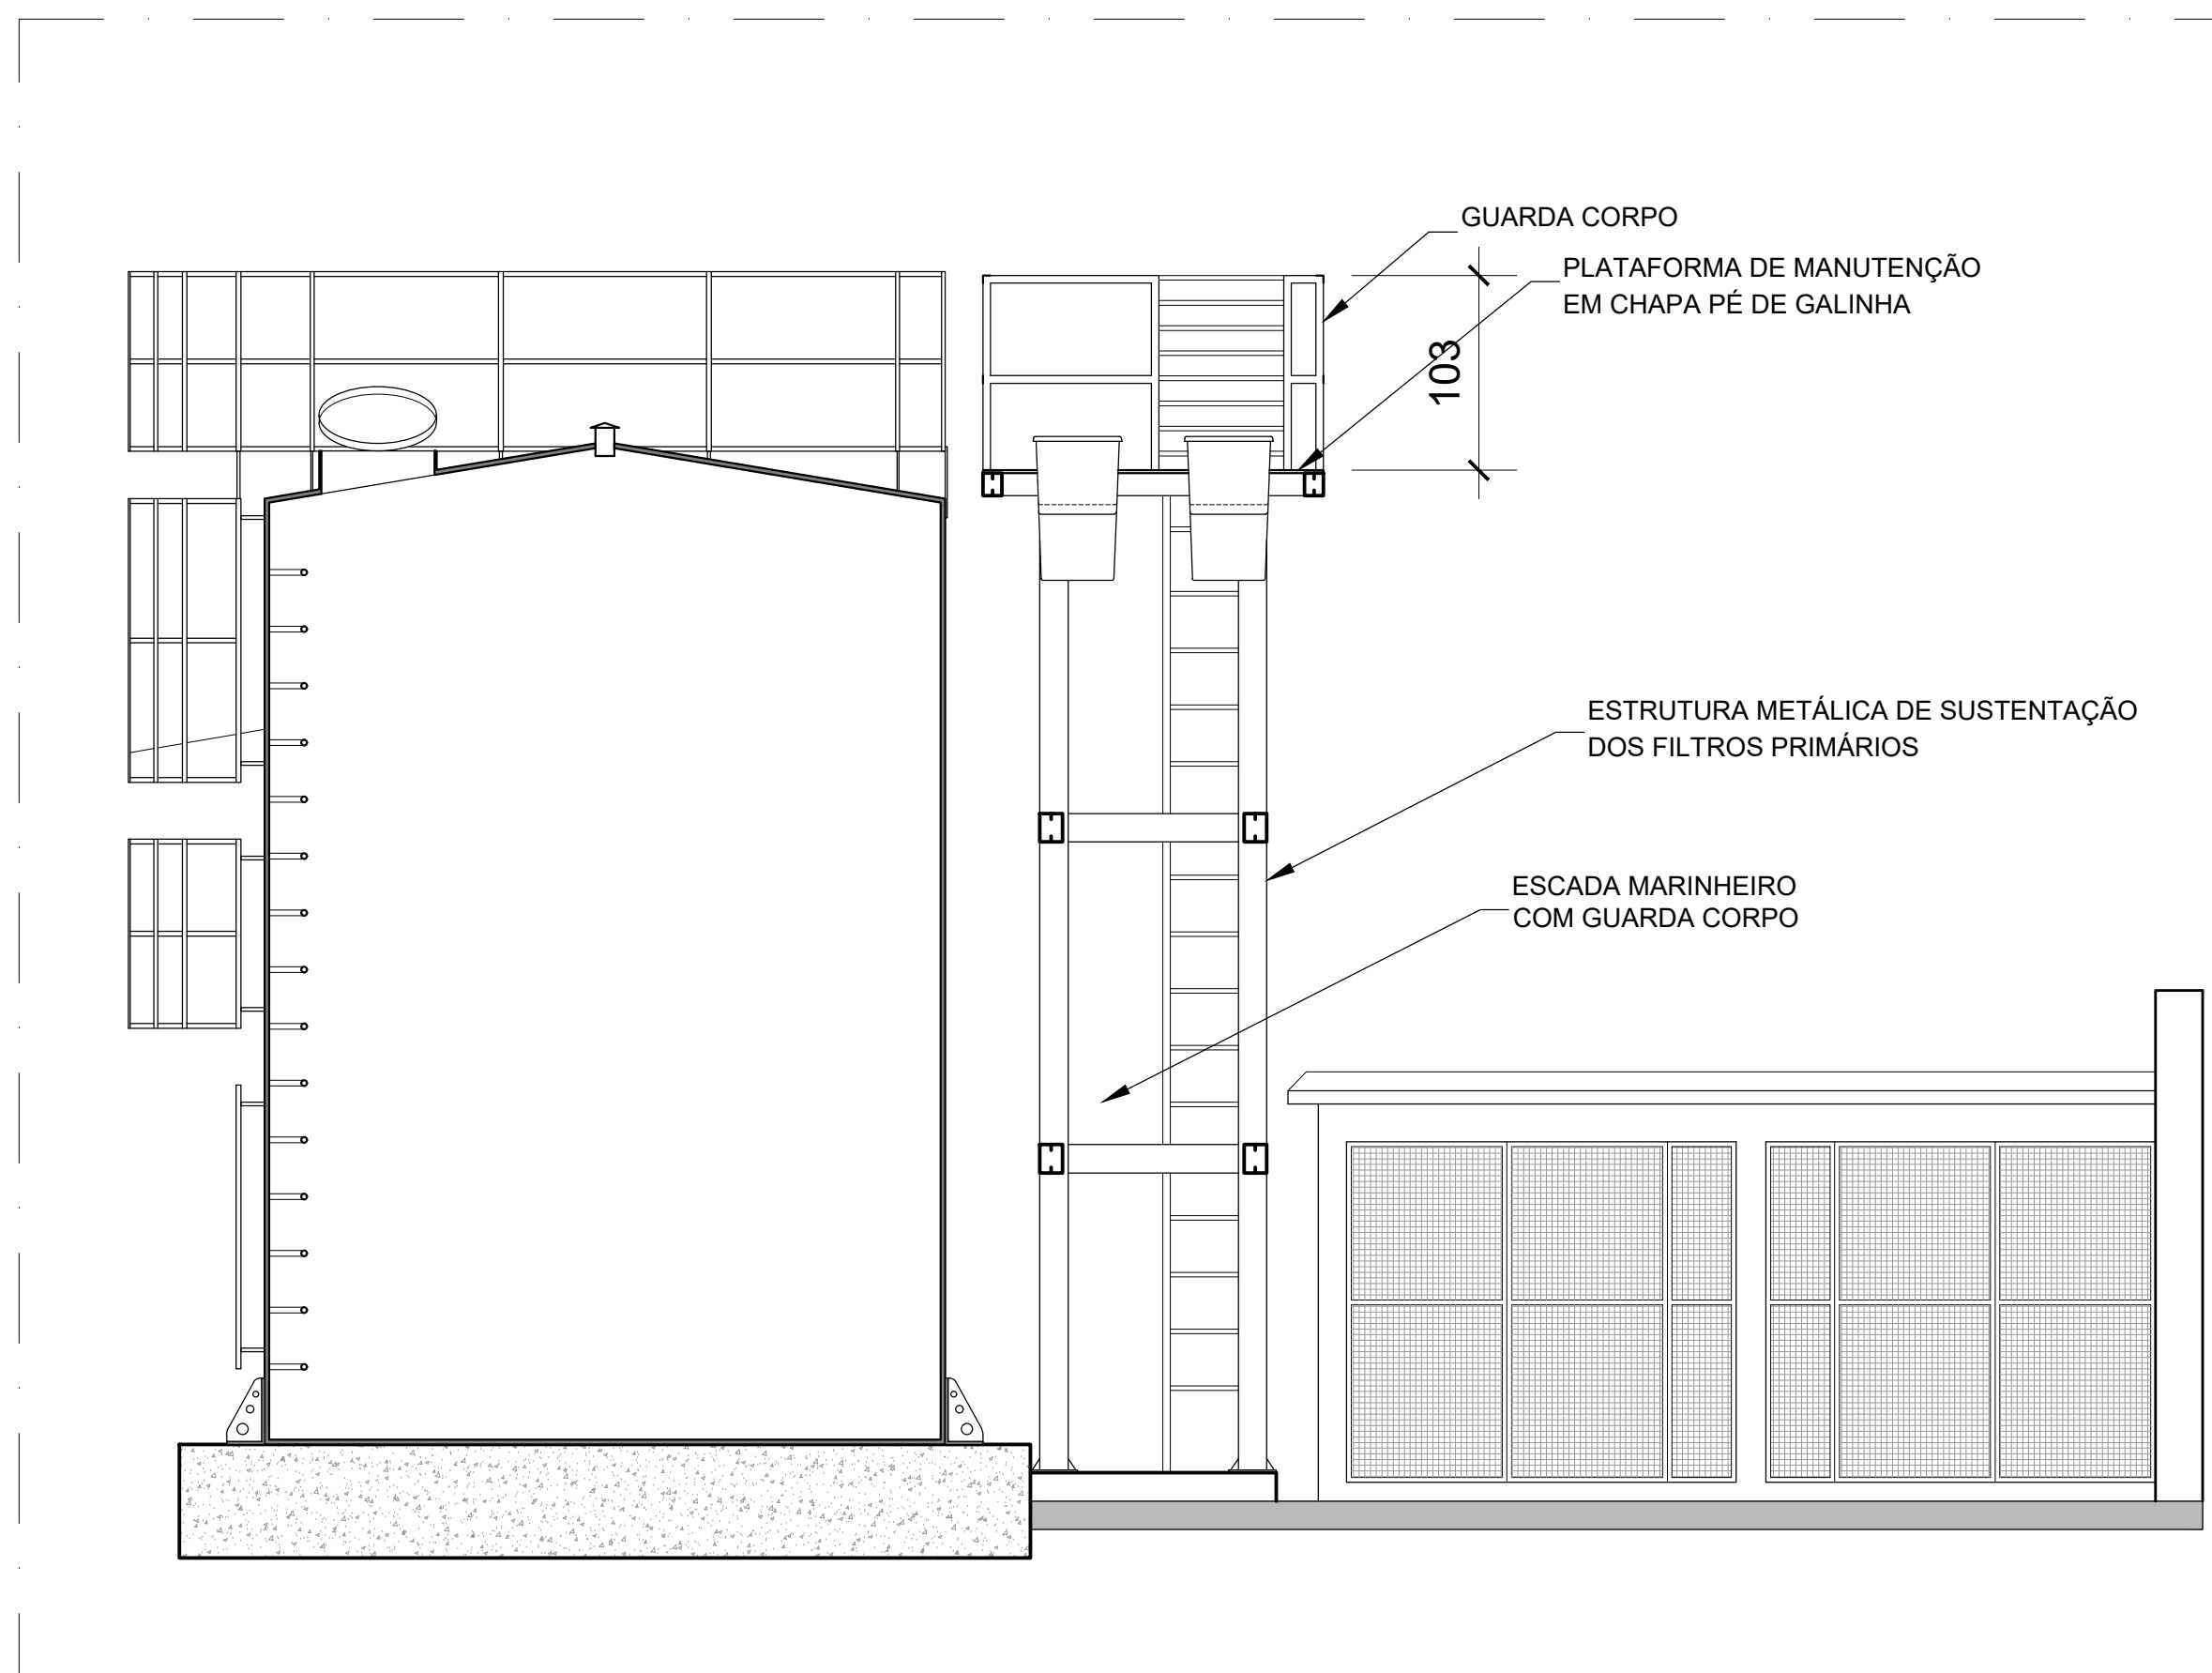 GUARDA CORPO
PLATAFORMA DE MANUTENÇÃO
EM CHAPA PÉ DE GALINHA
103
ESTRUTURA METÁLICA DE SUSTENTAÇÃO
DOS FILTROS PRIMÁRIOS
ESCADA MARINHEIRO
COM GUARDA CORPO